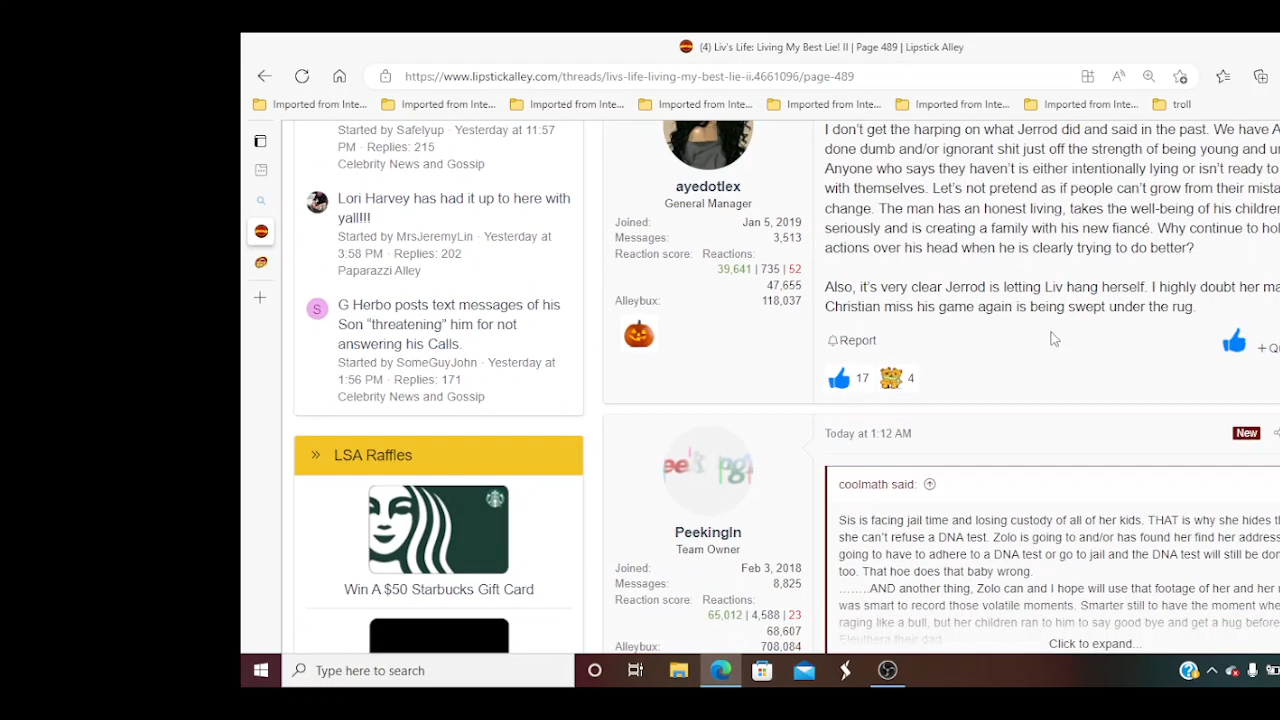 (4) Liv's Life: Living My Best Lie! II | Page 489 | Lipstick Alley
https://www.lipstickalley.com/threads/livs-life-living-my-best-lie-ii.4661096/page-489
Imported from Inte...
Imported from Inte...
Imported from Inte...
Imported from Inte...
Imported from Inte...
Imported from Inte...
Imported from Inte...
troll
Started by Safelyup · Yesterday at 11:57
PM · Replies: 215
Celebrity News and Gossip
Lori Harvey has had it up to here with
yall!!!
Started by MrsJeremyLin · Yesterday at
3:58 PM · Replies: 202
Paparazzi Alley
S
G Herbo posts text messages of his
Son “threatening” him for not
answering his Calls.
Started by SomeGuyJohn · Yesterday at
1:56 PM · Replies: 171
Celebrity News and Gossip
LSA Raffles
Win A $50 Starbucks Gift Card
ayedotlex
General Manager
Joined: Jan 5, 2019
Messages: 3,513
Reaction score: Reactions:
39,641 | 735 | 52
47,655
Alleybux: 118,037
I don’t get the harping on what Jerrod did and said in the past. We have A
done dumb and/or ignorant shit just off the strength of being young and u
Anyone who says they haven’t is either intentionally lying or isn’t ready to
with themselves. Let’s not pretend as if people can’t grow from their mista
change. The man has an honest living, takes the well-being of his children
seriously and is creating a family with his new fiancé. Why continue to hol
actions over his head when he is clearly trying to do better?
Also, it’s very clear Jerrod is letting Liv hang herself. I highly doubt her ma
Christian miss his game again is being swept under the rug.
Report
+ Qu
17
4
PeekingIn
Team Owner
Joined: Feb 3, 2018
Messages: 8,825
Reaction score: Reactions:
65,012 | 4,588 | 23
68,607
Alleybux: 708,084
Today at 1:12 AM
New
coolmath said:
Sis is facing jail time and losing custody of all of her kids. THAT is why she hides th
she can’t refuse a DNA test. Zolo is going to and/or has found her find her address
going to have to adhere to a DNA test or go to jail and the DNA test will still be don
too. That hoe does that baby wrong.
........AND another thing, Zolo can and I hope will use that footage of her and her
was smart to record those volatile moments. Smarter still to have the moment whe
raging like a bull, but her children ran to him to say good bye and get a hug before
Eleuthera their dad
Click to expand...
Type here to search